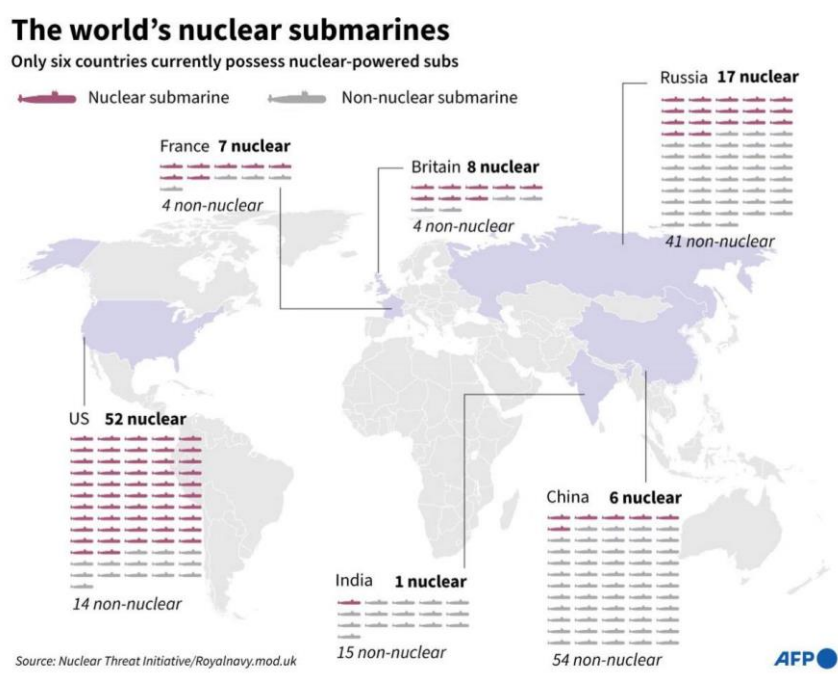 The world's nuclear submarines
Only six countries currently possess nuclear-powered subs
Nuclear submarine
Non-nuclear submarine
Russia 17 nuclear
41 non-nuclear
France 7 nuclear
4 non-nuclear
Britain 8 nuclear
4 non-nuclear
US 52 nuclear
14 non-nuclear
India 1 nuclear
15 non-nuclear
China 6 nuclear
54 non-nuclear
Source: Nuclear Threat Initiative/Royalnavy.mod.uk
AFP